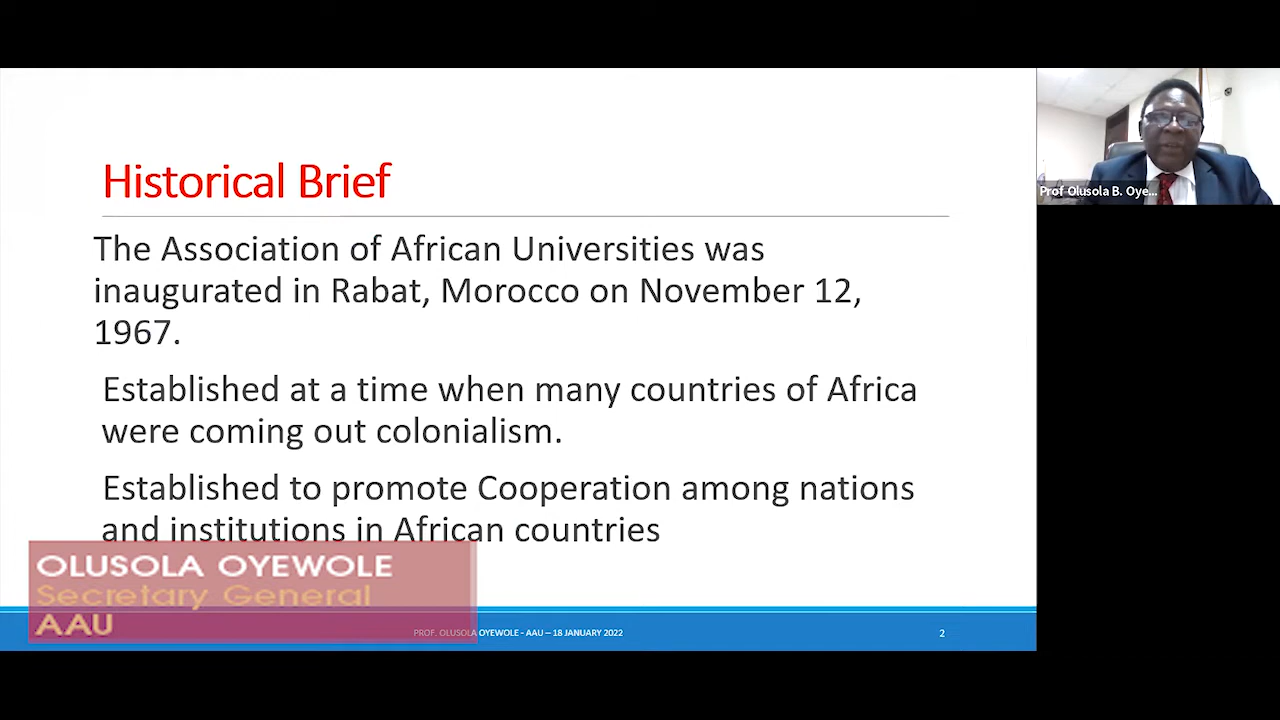 Historical Brief
The Association of African Universities was
inaugurated in Rabat, Morocco on November 12,
1967.
Established at a time when many countries of Africa
were coming out colonialism.
Established to promote Cooperation among nations
and institutions in African countries
OLUSOLA OYEWOLE
Secretary General
AAU
PROF. OLUSOLA OYEWOLE - AAU – 18 JANUARY 2022
2
Prof Olusola B. Oye...